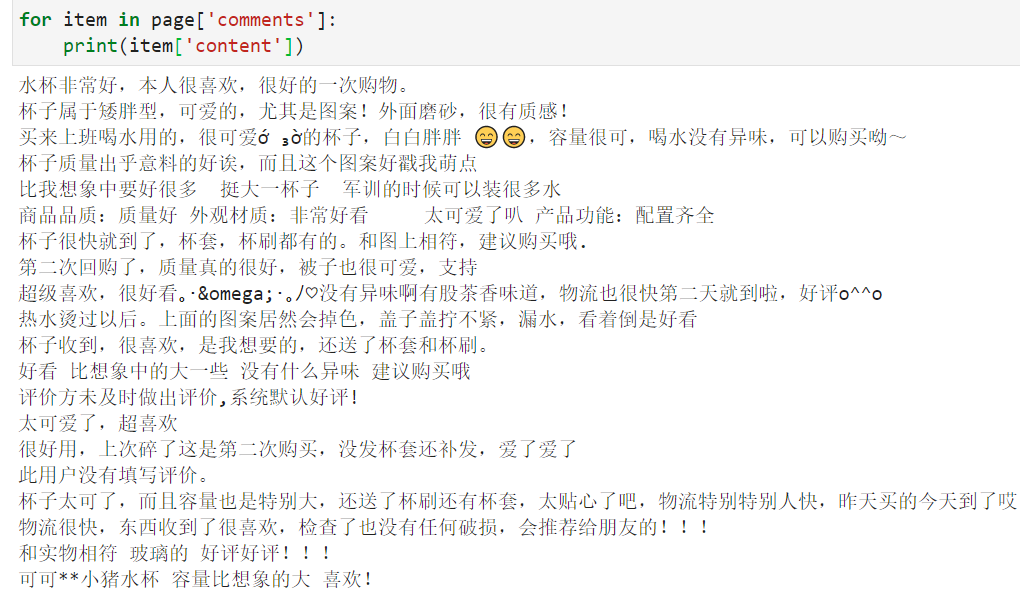 for item in page['comments']:
    print(item['content'])
水杯非常好，本人很喜欢，很好的一次购物。
杯子属于矮胖型，可爱的，尤其是图案！外面磨砂，很有质感！
买来上班喝水用的，很可爱ớ ₃ờ的杯子，白白胖胖 😄😄，容量很可，喝水没有异味，可以购买呦～
杯子质量出乎意料的好诶，而且这个图案好戳我萌点
比我想象中要好很多  挺大一杯子  军训的时候可以装很多水
商品品质：质量好 外观材质：非常好看     太可爱了叭 产品功能：配置齐全
杯子很快就到了，杯套，杯刷都有的。和图上相符，建议购买哦.
第二次回购了，质量真的很好，被子也很可爱，支持
超级喜欢，很好看｡･&omega;･｡ﾉ♡没有异味啊有股茶香味道，物流也很快第二天就到啦，好评o^^o
热水烫过以后。上面的图案居然会掉色，盖子盖拧不紧，漏水，看着倒是好看
杯子收到，很喜欢，是我想要的，还送了杯套和杯刷。
好看 比想象中的大一些 没有什么异味 建议购买哦
评价方未及时做出评价,系统默认好评!
太可爱了，超喜欢
很好用，上次碎了这是第二次购买，没发杯套还补发，爱了爱了
此用户没有填写评价。
杯子太可了，而且容量也是特别大，还送了杯刷还有杯套，太贴心了吧，物流特别特别人快，昨天买的今天到了哎
物流很快，东西收到了很喜欢，检查了也没有任何破损，会推荐给朋友的！！！
和实物相符 玻璃的 好评好评！！！
可可**小猪水杯 容量比想象的大 喜欢！